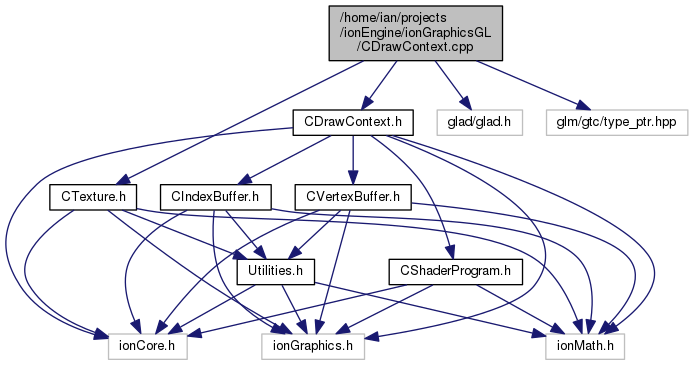 /home/ian/projects
/ionEngine/ionGraphicsGL
/CDrawContext.cpp
CDrawContext.h
glad/glad.h
glm/gtc/type_ptr.hpp
CTexture.h
CIndexBuffer.h
CVertexBuffer.h
Utilities.h
CShaderProgram.h
ionCore.h
ionGraphics.h
ionMath.h